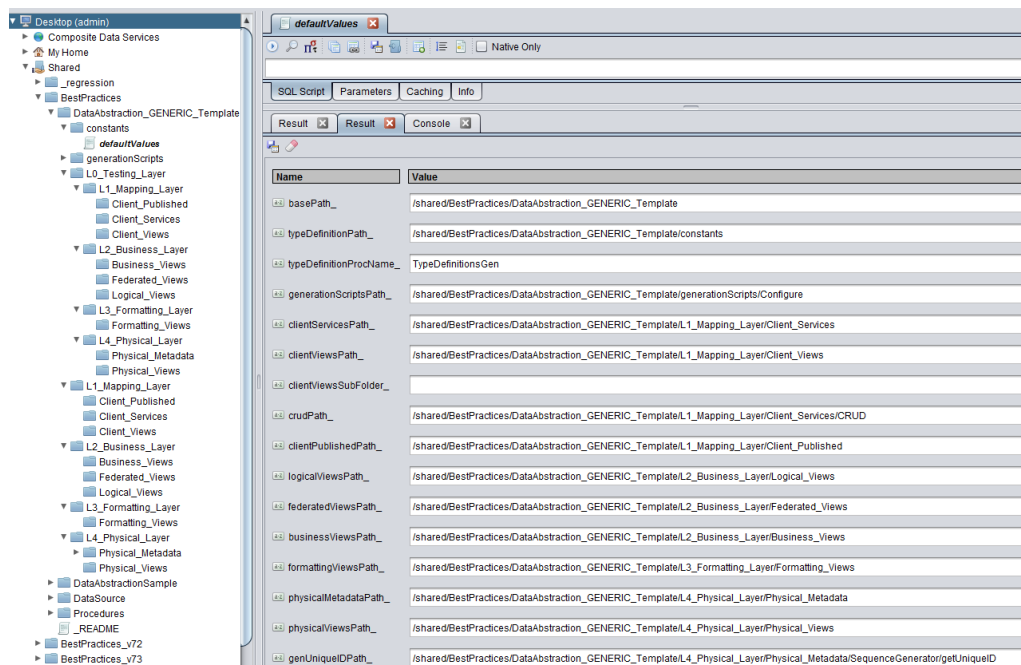 Desktop (admin)
Composite Data Services
My Home
Shared
_regression
BestPractices
DataAbstraction_GENERIC_Template
constants
defaultValues
generationScripts
L0_Testing_Layer
L1_Mapping_Layer
Client_Published
Client_Services
Client_Views
L2_Business_Layer
Business_Views
Federated_Views
Logical_Views
L3_Formatting_Layer
Formatting_Views
L4_Physical_Layer
Physical_Metadata
Physical_Views
L1_Mapping_Layer
Client_Published
Client_Services
Client_Views
L2_Business_Layer
Business_Views
Federated_Views
Logical_Views
L3_Formatting_Layer
Formatting_Views
L4_Physical_Layer
Physical_Metadata
Physical_Views
DataAbstractionSample
DataSource
Procedures
_README
BestPractices_v72
BestPractices_v73
defaultValues
Native Only
SQL Script Parameters Caching Info
Result Result Console
Name Value
basePath_ /shared/BestPractices/DataAbstraction_GENERIC_Template
typeDefinitionPath_ /shared/BestPractices/DataAbstraction_GENERIC_Template/constants
typeDefinitionProcName_ TypeDefinitionsGen
generationScriptsPath_ /shared/BestPractices/DataAbstraction_GENERIC_Template/generationScripts/Configure
clientServicesPath_ /shared/BestPractices/DataAbstraction_GENERIC_Template/L1_Mapping_Layer/Client_Services
clientViewsPath_ /shared/BestPractices/DataAbstraction_GENERIC_Template/L1_Mapping_Layer/Client_Views
clientViewsSubFolder_
crudPath_ /shared/BestPractices/DataAbstraction_GENERIC_Template/L1_Mapping_Layer/Client_Services/CRUD
clientPublishedPath_ /shared/BestPractices/DataAbstraction_GENERIC_Template/L1_Mapping_Layer/Client_Published
logicalViewsPath_ /shared/BestPractices/DataAbstraction_GENERIC_Template/L2_Business_Layer/Logical_Views
federatedViewsPath_ /shared/BestPractices/DataAbstraction_GENERIC_Template/L2_Business_Layer/Federated_Views
businessViewsPath_ /shared/BestPractices/DataAbstraction_GENERIC_Template/L2_Business_Layer/Business_Views
formattingViewsPath_ /shared/BestPractices/DataAbstraction_GENERIC_Template/L3_Formatting_Layer/Formatting_Views
physicalMetadataPath_ /shared/BestPractices/DataAbstraction_GENERIC_Template/L4_Physical_Layer/Physical_Metadata
physicalViewsPath_ /shared/BestPractices/DataAbstraction_GENERIC_Template/L4_Physical_Layer/Physical_Views
genUniqueIDPath_ /shared/BestPractices/DataAbstraction_GENERIC_Template/L4_Physical_Layer/Physical_Metadata/SequenceGenerator/getUniqueID